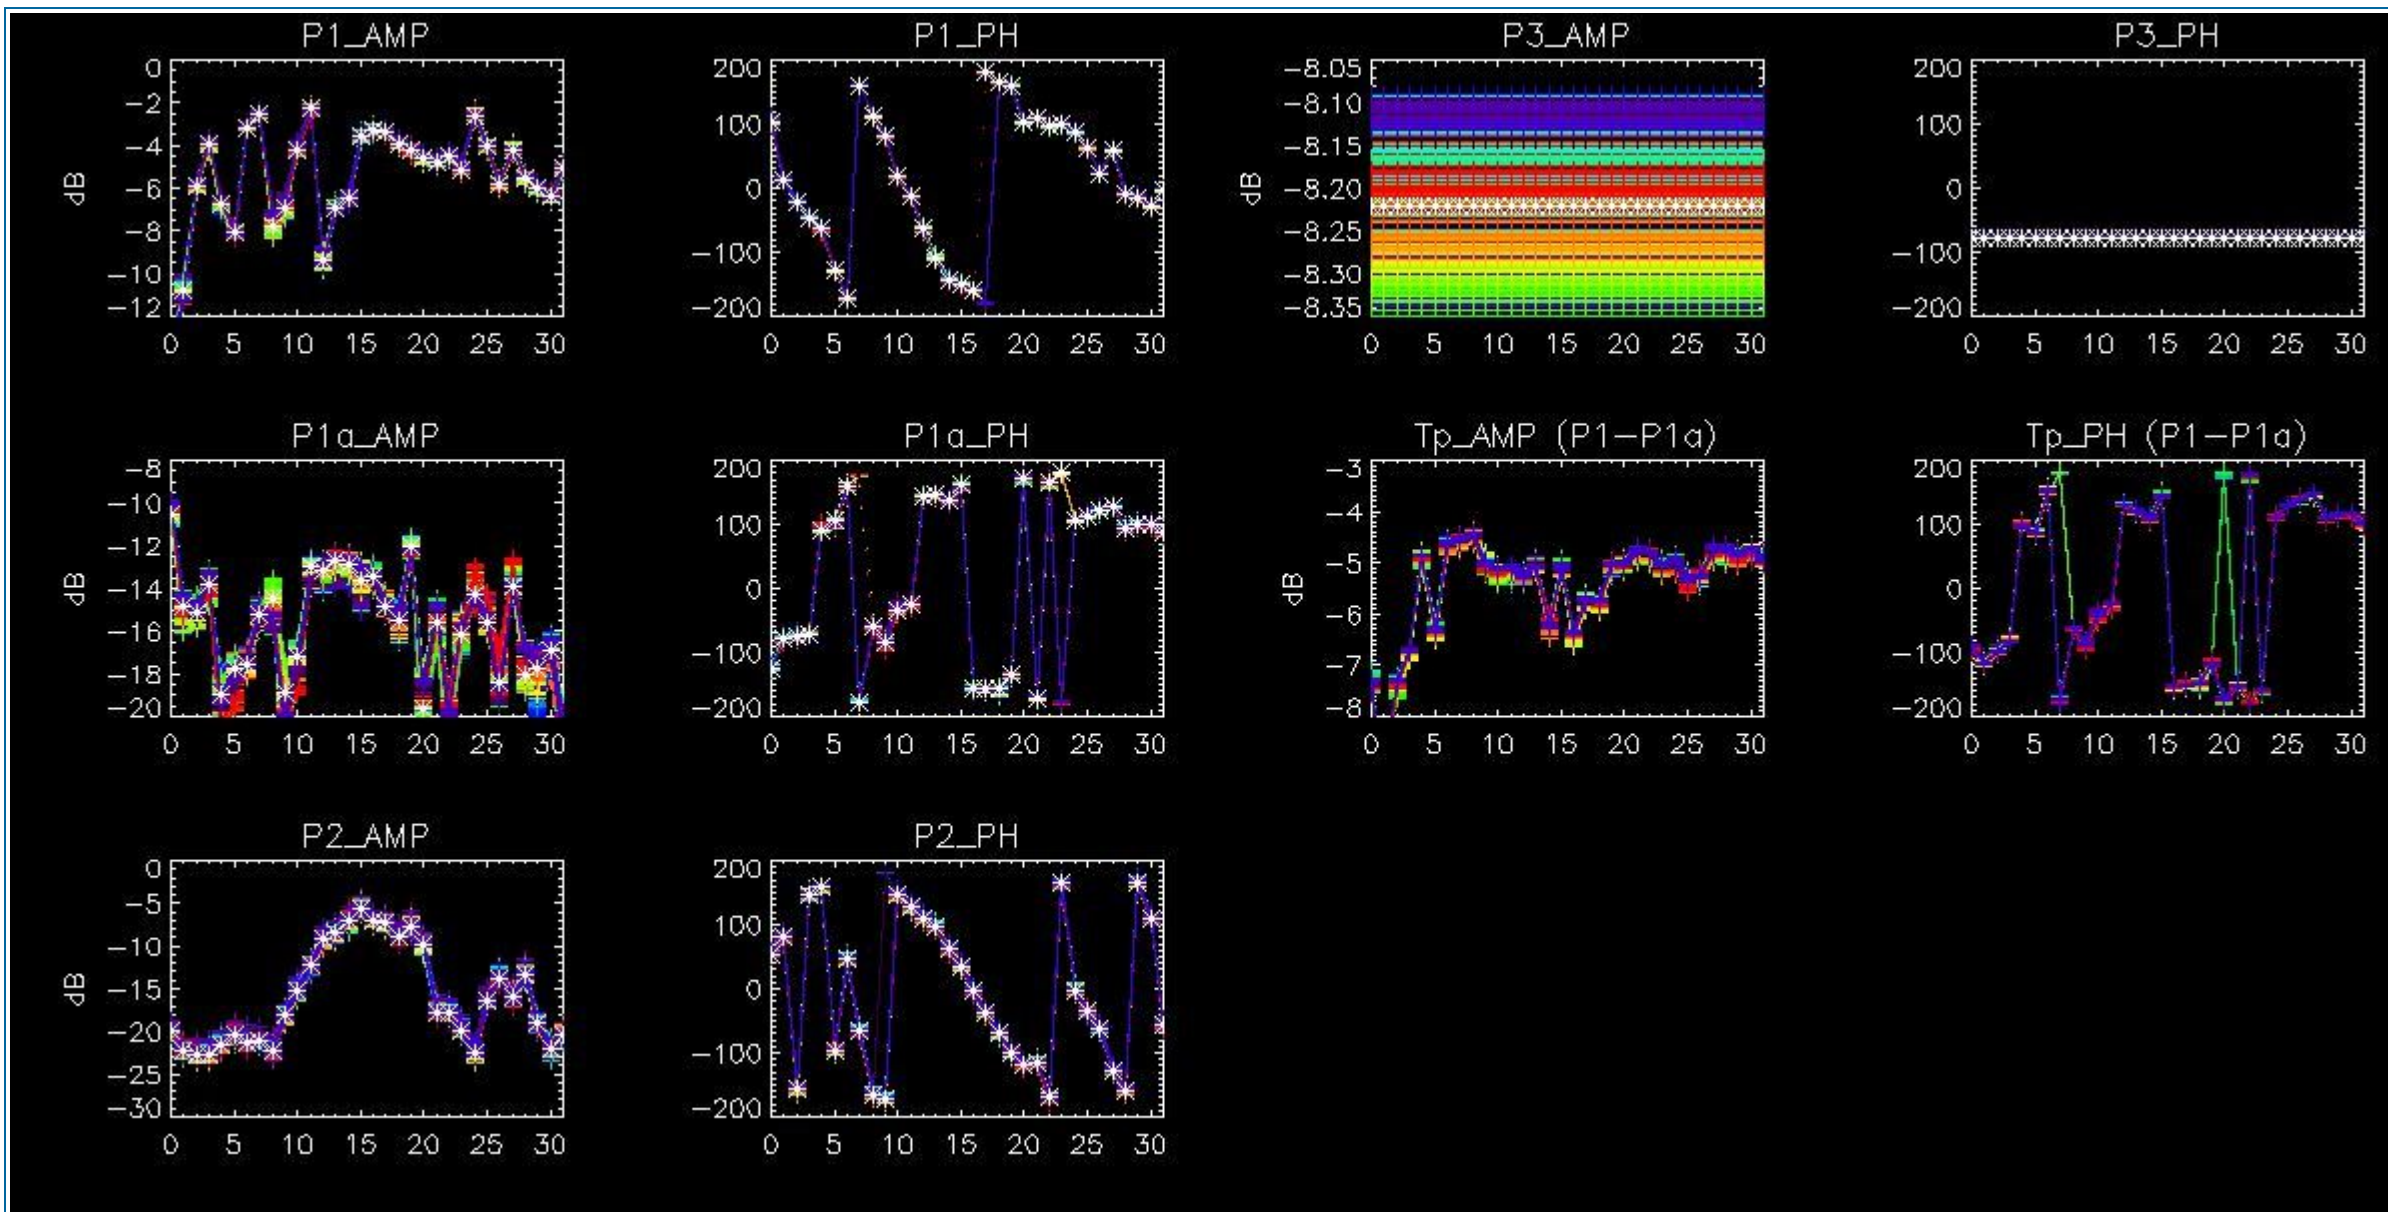 P1_AMP P1_PH P3_AMP P3_PH
0 200 −8.05 200
−2 100 −8.10 100
−4 0 −8.15 0
−6 −100 −8.20 −100
−8 −200 −8.25 −200
−10 −8.30
−12 −8.35
dB dB
0 5 10 15 20 25 30 0 5 10 15 20 25 30 0 5 10 15 20 25 30 0 5 10 15 20 25 30
P1a_AMP P1a_PH Tp_AMP (P1−P1a) Tp_PH (P1−P1a)
−8 200 −3 200
−10 100 −4 100
−12 0 −5 0
−14 −100 −6 −100
−16 −200 −7 −200
−18 −8
−20
dB dB
0 5 10 15 20 25 30 0 5 10 15 20 25 30 0 5 10 15 20 25 30 0 5 10 15 20 25 30
P2_AMP P2_PH
0 200
−5 100
−10 0
−15 −100
−20 −200
−25
−30
dB
0 5 10 15 20 25 30 0 5 10 15 20 25 30